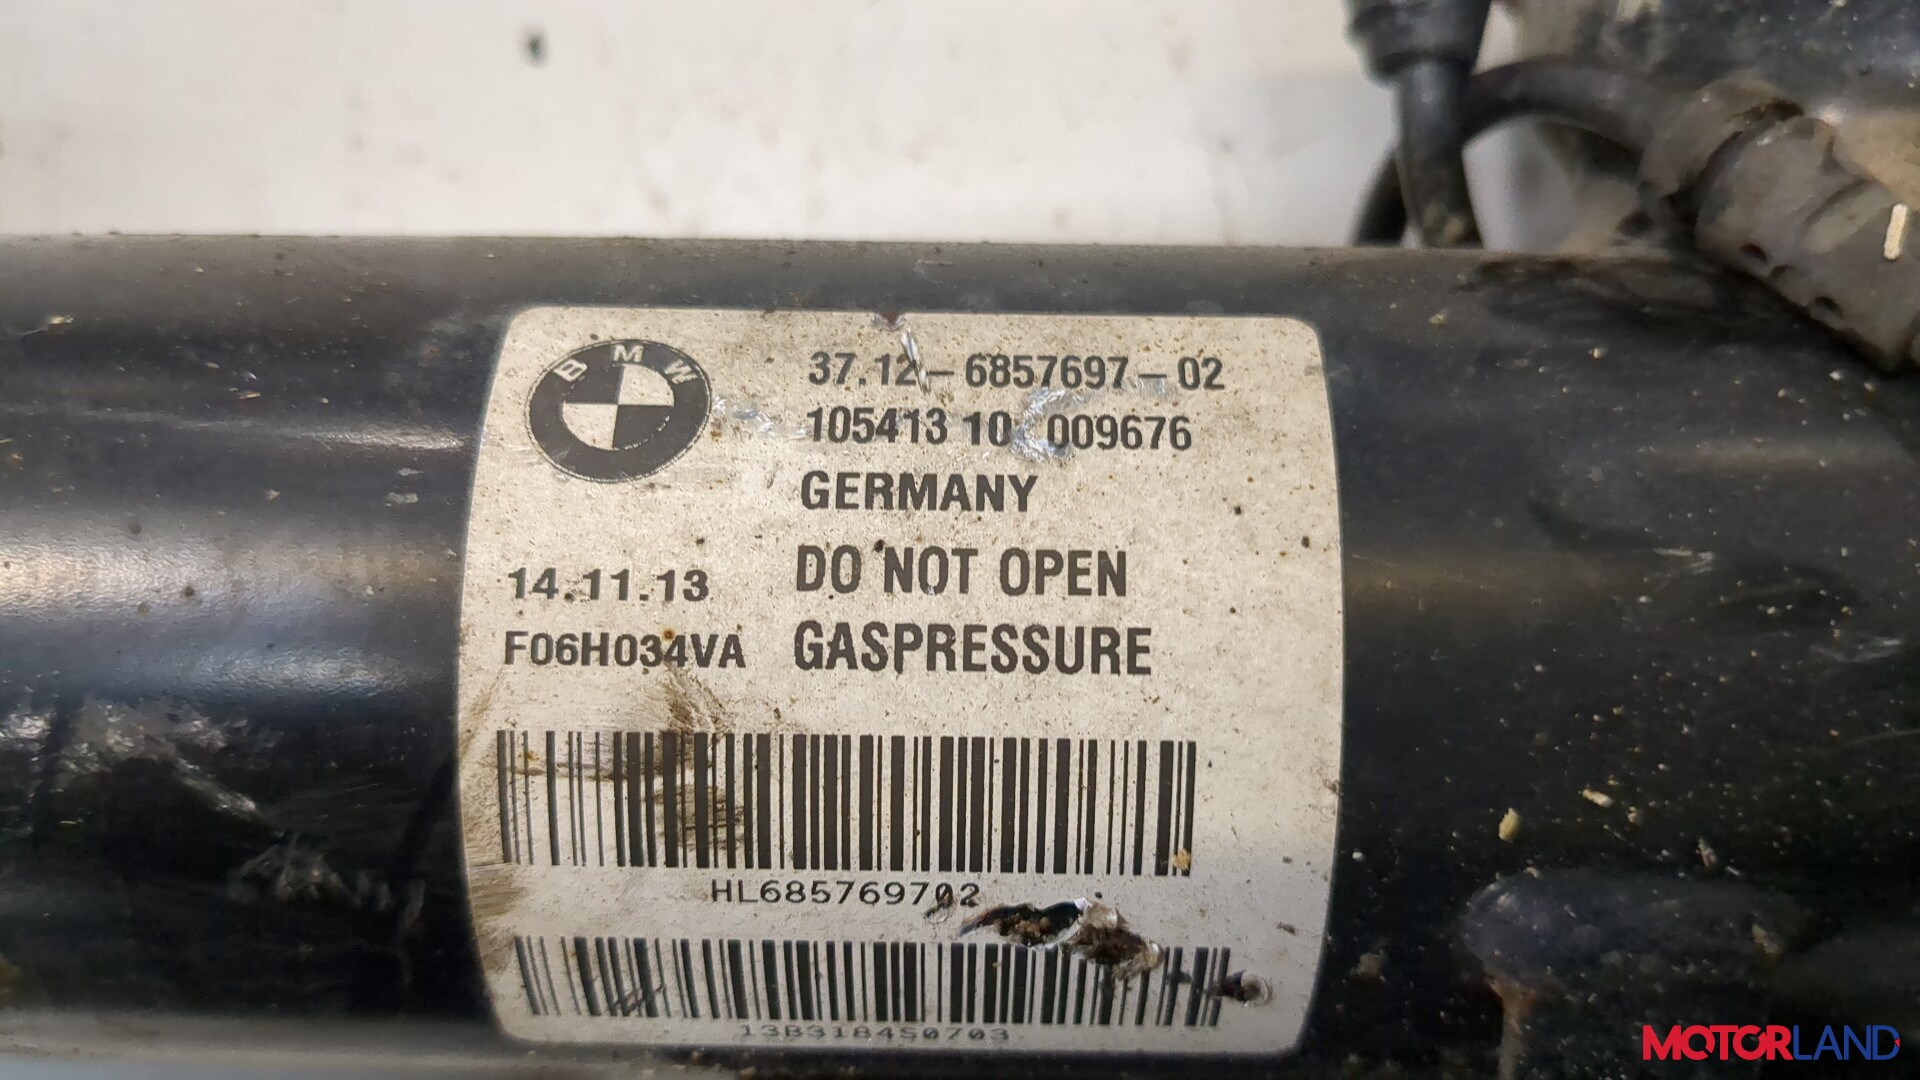 BMW
37.12-6857697-02
105413 10 009676
GERMANY
14.11.13 DO NOT OPEN
F06H034VA GASPRESSURE
HL685769702
13B3184S0703
MOTORLAND